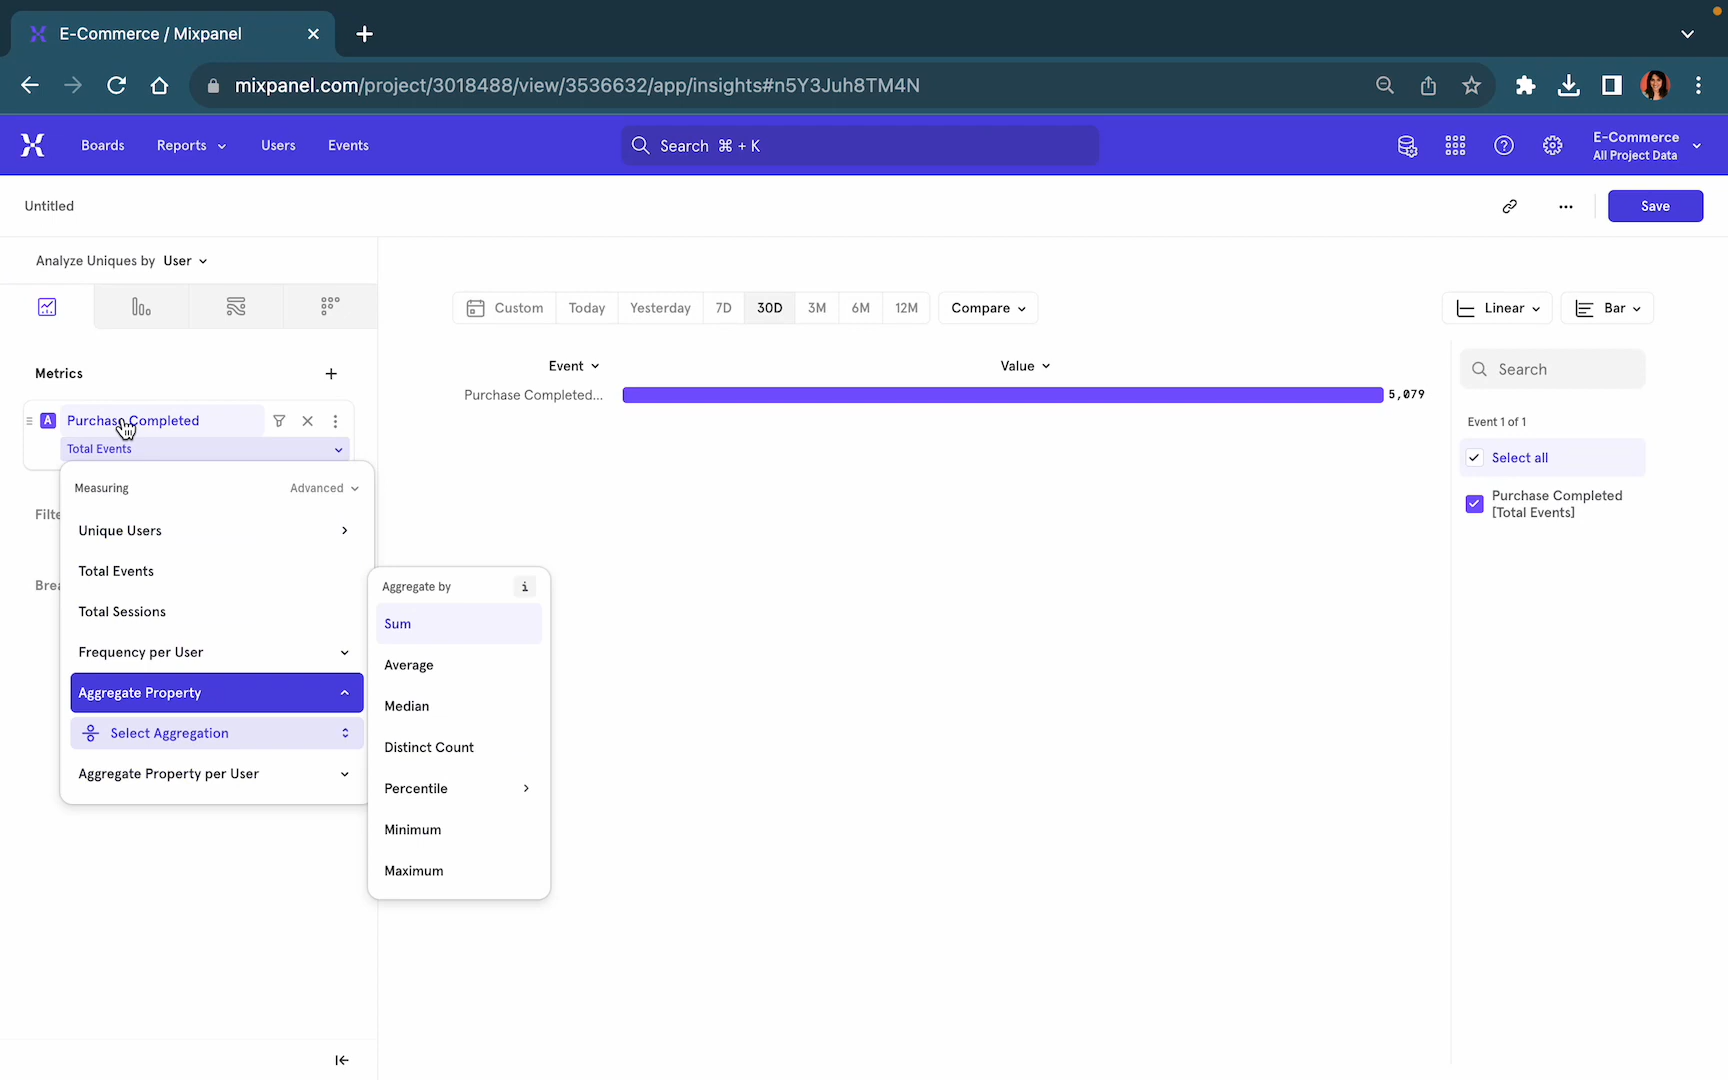 E-Commerce / Mixpanel
mixpanel.com/project/3018488/view/3536632/app/insights#n5Y3Juh8TM4N
Boards
Reports
Users
Events
Search ⌘ + K
E-Commerce
All Project Data
Untitled
Save
Analyze Uniques by User
Custom
Today
Yesterday
7D
30D
3M
6M
12M
Compare
Linear
Bar
Metrics
Event
Value
Search
A Purchase Completed
Total Events
Purchase Completed...
5,079
Event 1 of 1
Select all
Purchase Completed
[Total Events]
Measuring
Advanced
Filte
Brea
Unique Users
Total Events
Total Sessions
Frequency per User
Aggregate Property
Select Aggregation
Aggregate Property per User
Aggregate by
i
Sum
Average
Median
Distinct Count
Percentile
Minimum
Maximum